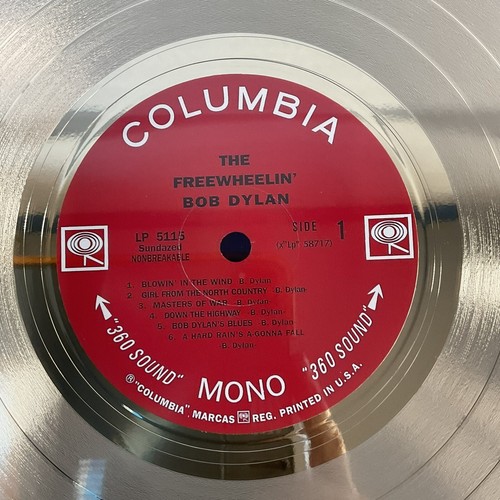 COLUMBIA
THE
FREEWHEELIN'
BOB DYLAN
LP 5115
Sundazed
NONBREAKABLE
SIDE 1
(x"Lp" 58717)
1. BLOWIN' IN THE WIND -B. Dylan
2. GIRL FROM THE NORTH COUNTRY -B. Dylan
3. MASTERS OF WAR -B. Dylan
4. DOWN THE HIGHWAY -B. Dylan
5. BOB DYLAN'S BLUES -B. Dylan
6. A HARD RAIN'S A GONNA FALL
-B. Dylan
"360 SOUND" MONO "360 SOUND"
® "COLUMBIA", MARCAS REG. PRINTED IN U.S.A.